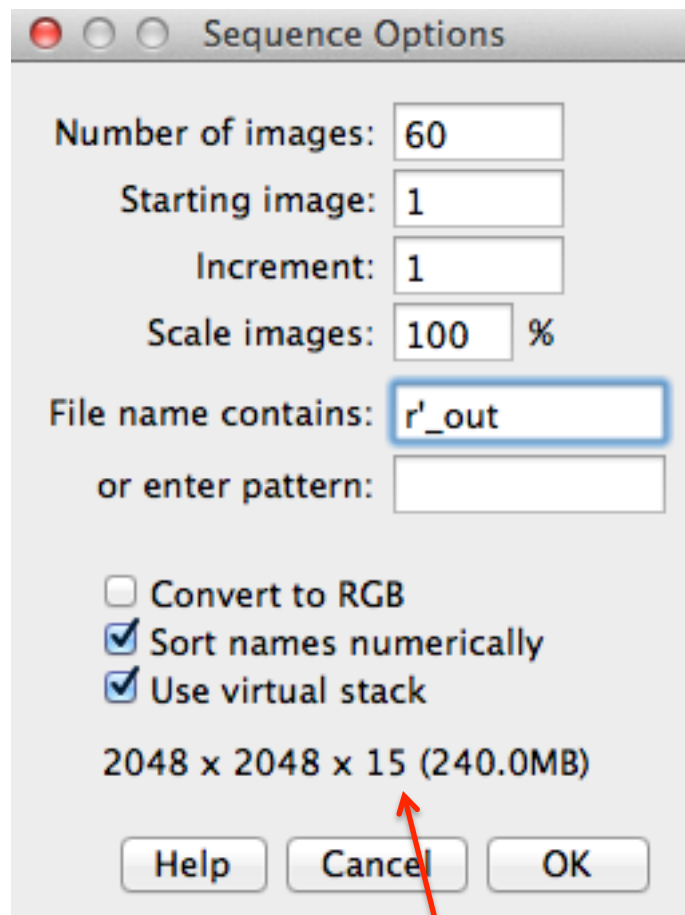 Sequence Options
Number of images: 60
Starting image: 1
Increment: 1
Scale images: 100 %
File name contains: r'_out
or enter pattern:
Convert to RGB
Sort names numerically
Use virtual stack
2048 x 2048 x 15 (240.0MB)
Help Cancel OK